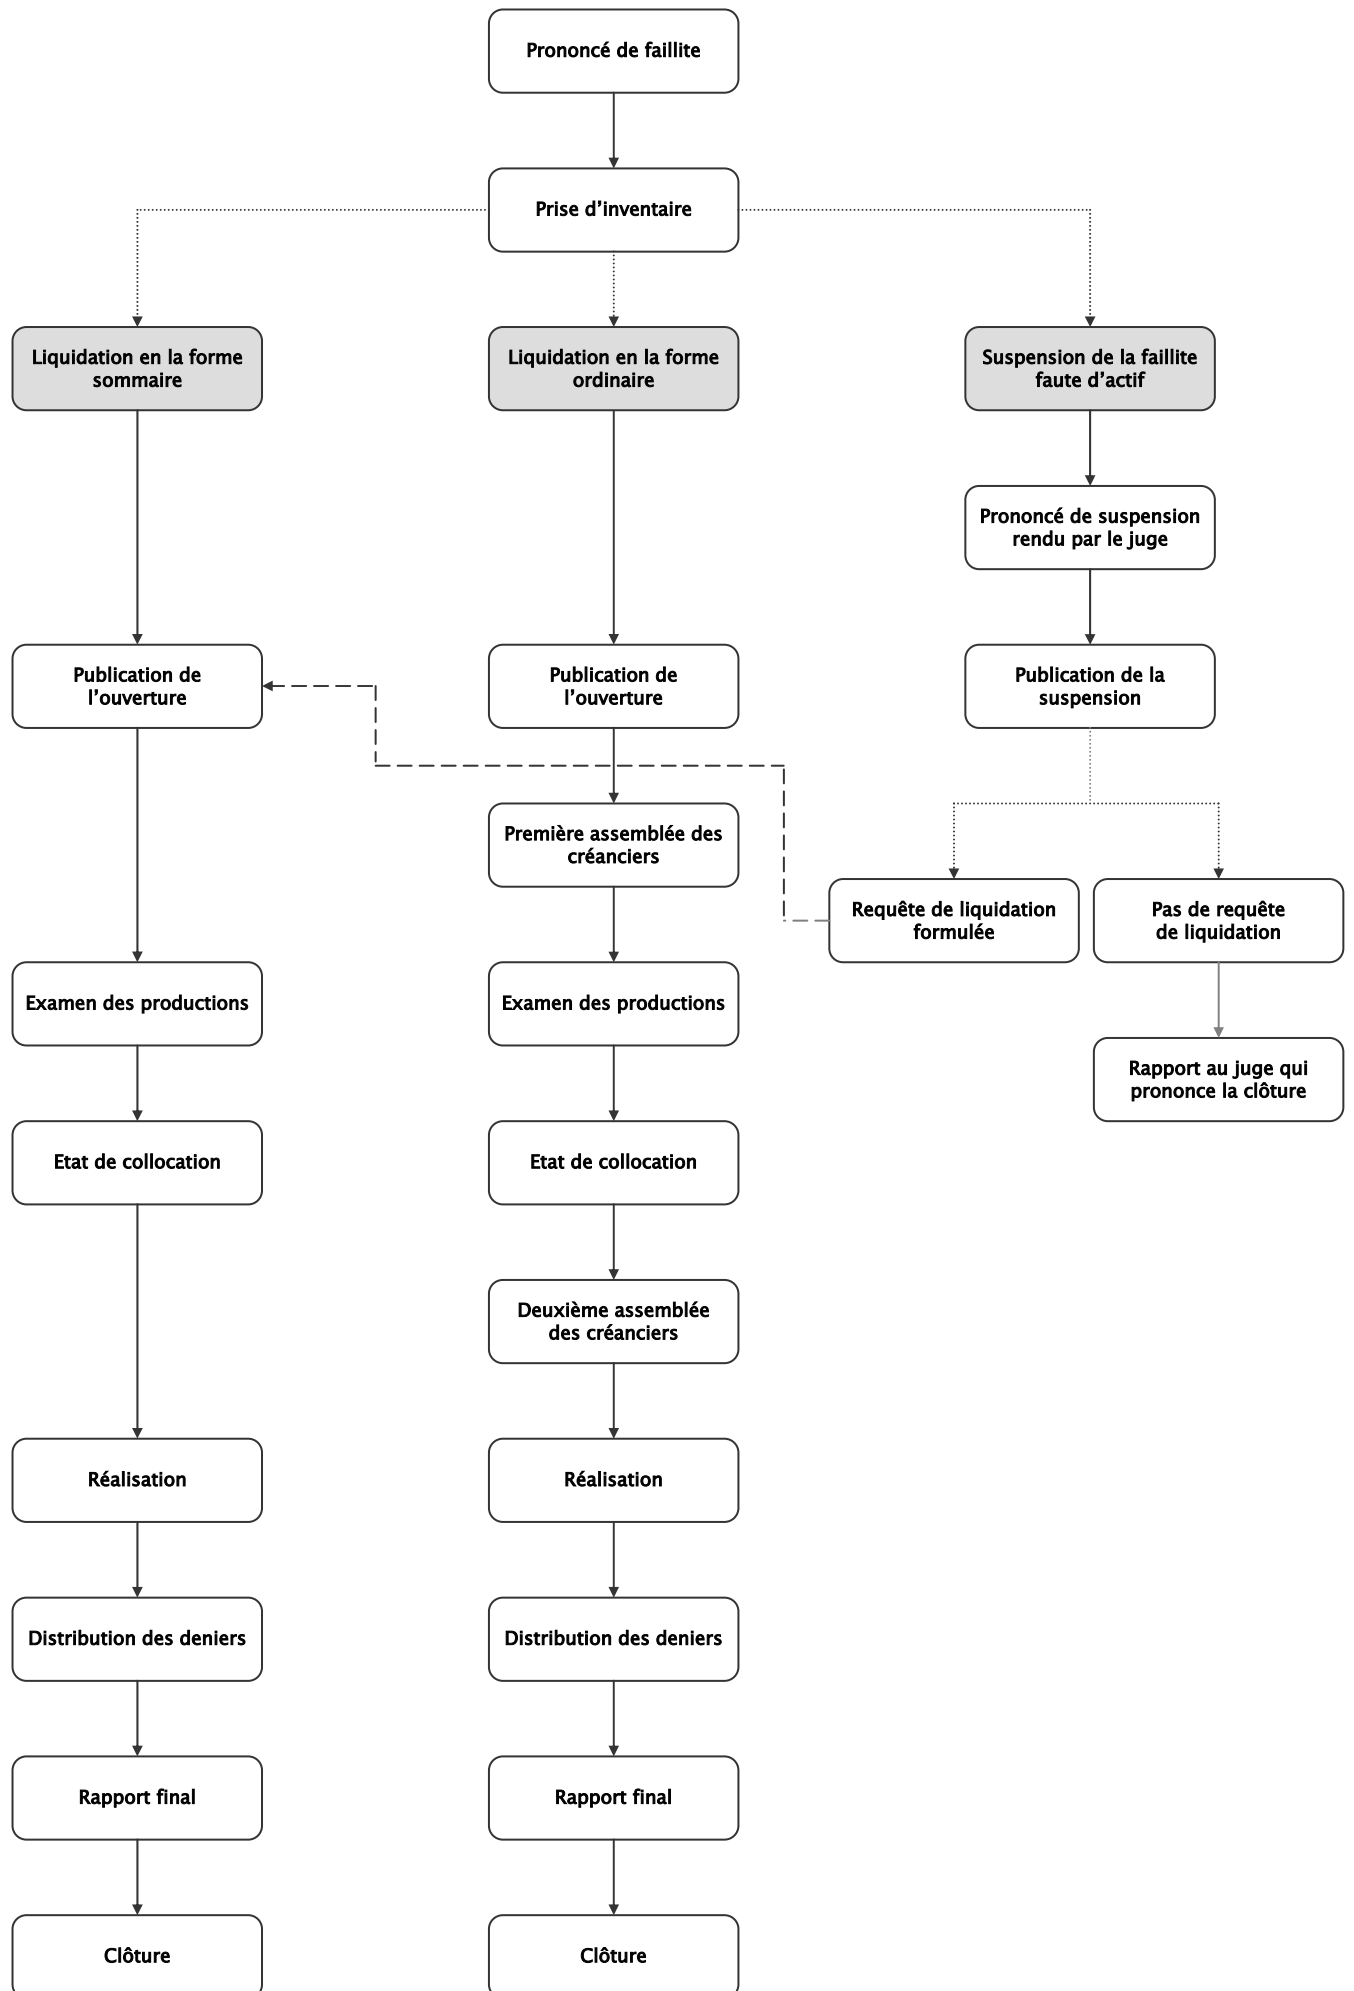 Prononcé de faillite
Prise d’inventaire
Liquidation en la forme
sommaire
Liquidation en la forme
ordinaire
Suspension de la faillite
faute d’actif
Prononcé de suspension
rendu par le juge
Publication de
l’ouverture
Publication de
l’ouverture
Publication de la
suspension
Première assemblée des
créanciers
Requête de liquidation
formulée
Pas de requête
de liquidation
Examen des productions
Examen des productions
Rapport au juge qui
prononce la clôture
Etat de collocation
Etat de collocation
Deuxième assemblée
des créanciers
Réalisation
Réalisation
Distribution des deniers
Distribution des deniers
Rapport final
Rapport final
Clôture
Clôture